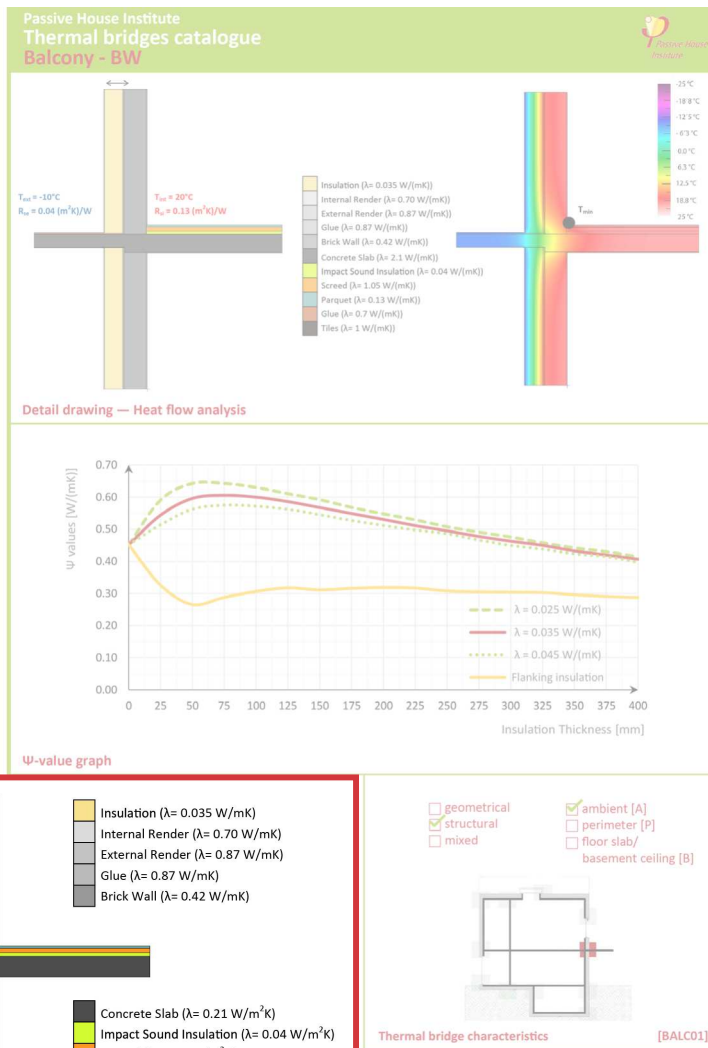 Passive House Institute
Thermal bridges catalogue
Balcony - BW
Passive House
Institute
T_out = -10°C
R_se = 0.04 (m²K)/W
T_int = 20°C
R_si = 0.13 (m²K)/W
Insulation (λ= 0.035 W/(mK))
Internal Render (λ= 0.70 W/(mK))
External Render (λ= 0.87 W/(mK))
Glue (λ= 0.87 W/(mK))
Brick Wall (λ= 0.42 W/(mK))
Concrete Slab (λ= 2.1 W/(mK))
Impact Sound Insulation (λ= 0.04 W/(mK))
Screed (λ= 1.05 W/(mK))
Parquet (λ= 0.13 W/(mK))
Glue (λ= 0.7 W/(mK))
Tiles (λ= 1 W/(mK))
T_min
-25 °C
-18'8 °C
-12'5 °C
-6'3 °C
0.0 °C
6.3 °C
12.5 °C
18.8 °C
25 °C
Detail drawing — Heat flow analysis
Ψ values [W/(mK)]
0.70
0.60
0.50
0.40
0.30
0.20
0.10
0.00
λ = 0.025 W/(mK)
λ = 0.035 W/(mK)
λ = 0.045 W/(mK)
Flanking insulation
0 25 50 75 100 125 150 175 200 225 250 275 300 325 350 375 400
Insulation Thickness [mm]
Ψ-value graph
Insulation (λ= 0.035 W/mK)
Internal Render (λ= 0.70 W/mK)
External Render (λ= 0.87 W/mK)
Glue (λ= 0.87 W/mK)
Brick Wall (λ= 0.42 W/mK)
Concrete Slab (λ= 0.21 W/m²K)
Impact Sound Insulation (λ= 0.04 W/m²K)
geometrical
structural
mixed
ambient [A]
perimeter [P]
floor slab/
basement ceiling [B]
Thermal bridge characteristics [BALC01]